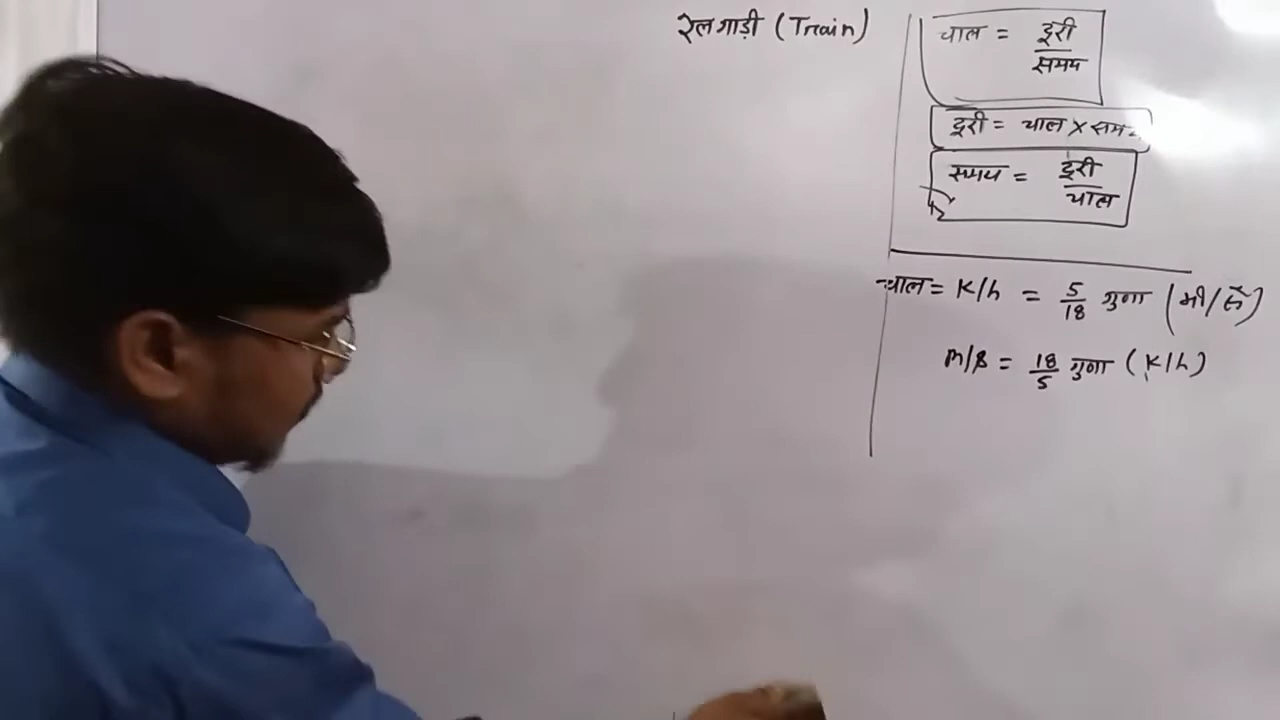 रेलगाड़ी (Train)
चाल = दूरी / समय
दूरी = चाल × समय
समय = दूरी / चाल
चाल = K/h = 5/18 गुणा (मी/से)
m/s = 18/5 गुणा (K/h)